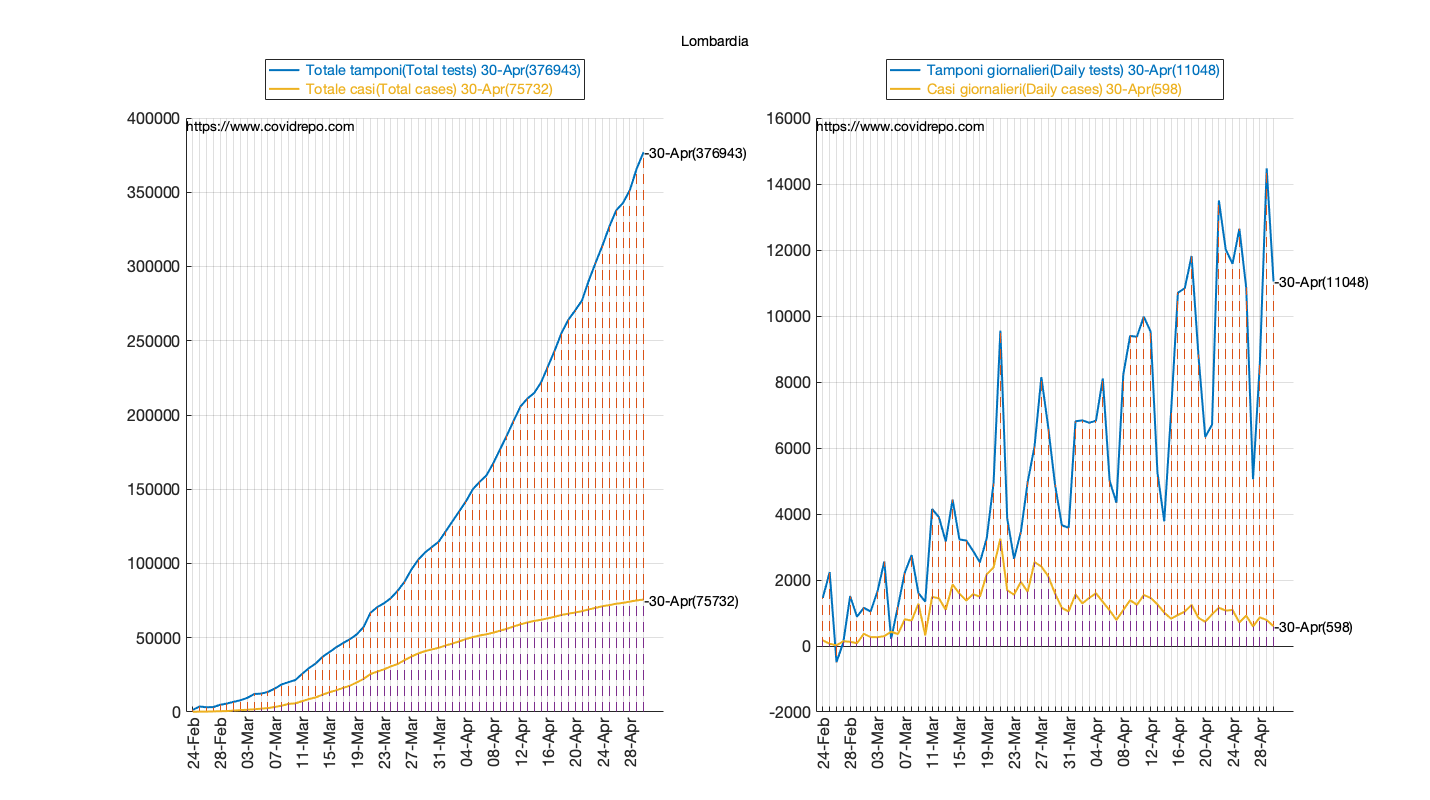 Lombardia
Totale tamponi(Total tests) 30-Apr(376943)
Totale casi(Total cases) 30-Apr(75732)
400000
350000
300000
250000
200000
150000
100000
50000
0
https://www.covidrepo.com
-30-Apr(376943)
-30-Apr(75732)
24-Feb
28-Feb
03-Mar
07-Mar
11-Mar
15-Mar
19-Mar
23-Mar
27-Mar
31-Mar
04-Apr
08-Apr
12-Apr
16-Apr
20-Apr
24-Apr
28-Apr
Tamponi giornalieri(Daily tests) 30-Apr(11048)
Casi giornalieri(Daily cases) 30-Apr(598)
16000
14000
12000
10000
8000
6000
4000
2000
0
-2000
https://www.covidrepo.com
-30-Apr(11048)
-30-Apr(598)
24-Feb
28-Feb
03-Mar
07-Mar
11-Mar
15-Mar
19-Mar
23-Mar
27-Mar
31-Mar
04-Apr
08-Apr
12-Apr
16-Apr
20-Apr
24-Apr
28-Apr